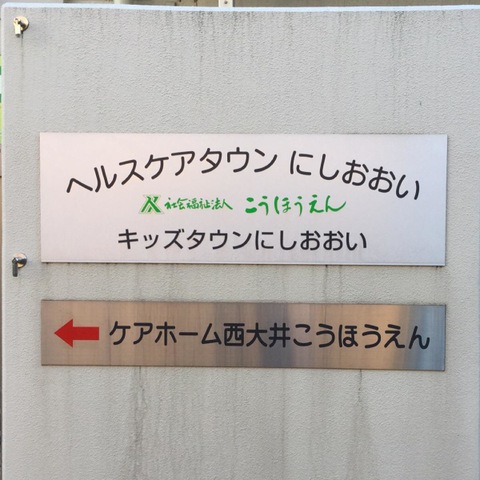 ヘルスケアタウン にしおおい
社会福祉法人 こうほうえん
キッズタウンにしおおい
ケアホーム西大井こうほうえん